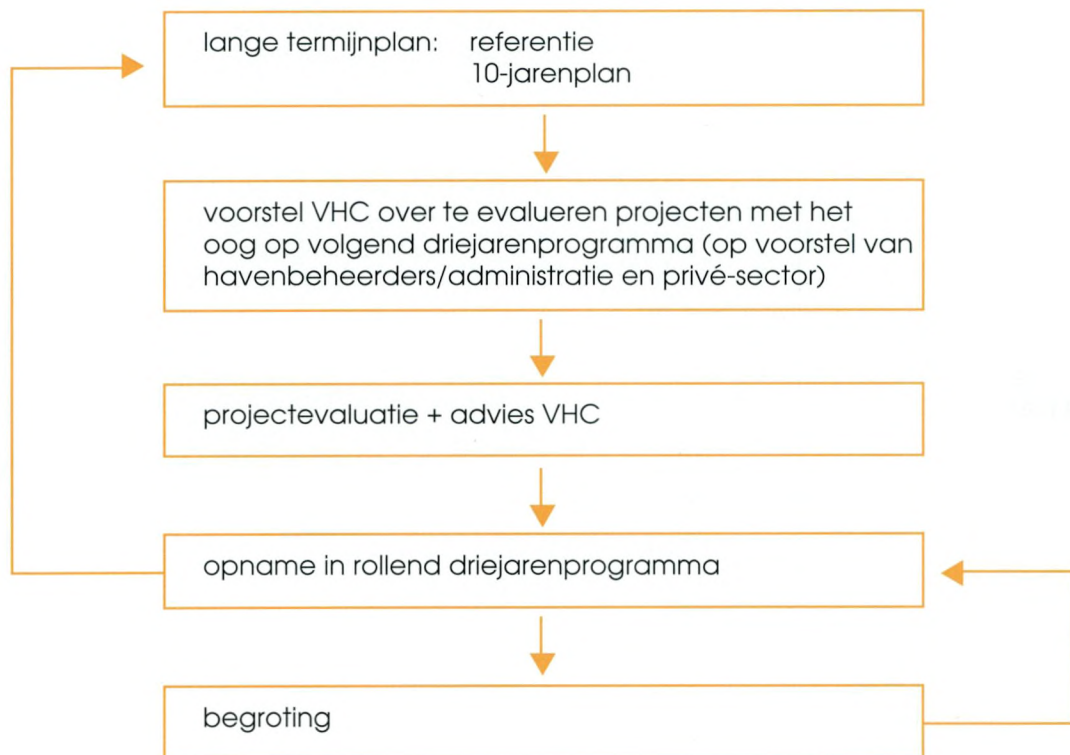 lange termijnplan: referentie
10-jarenplan
voorstel VHC over te evalueren projecten met het
oog op volgend driejarenprogramma (op voorstel van
havenbeheerders/administratie en privé-sector)
projectevaluatie + advies VHC
opname in rollend driejarenprogramma
begroting